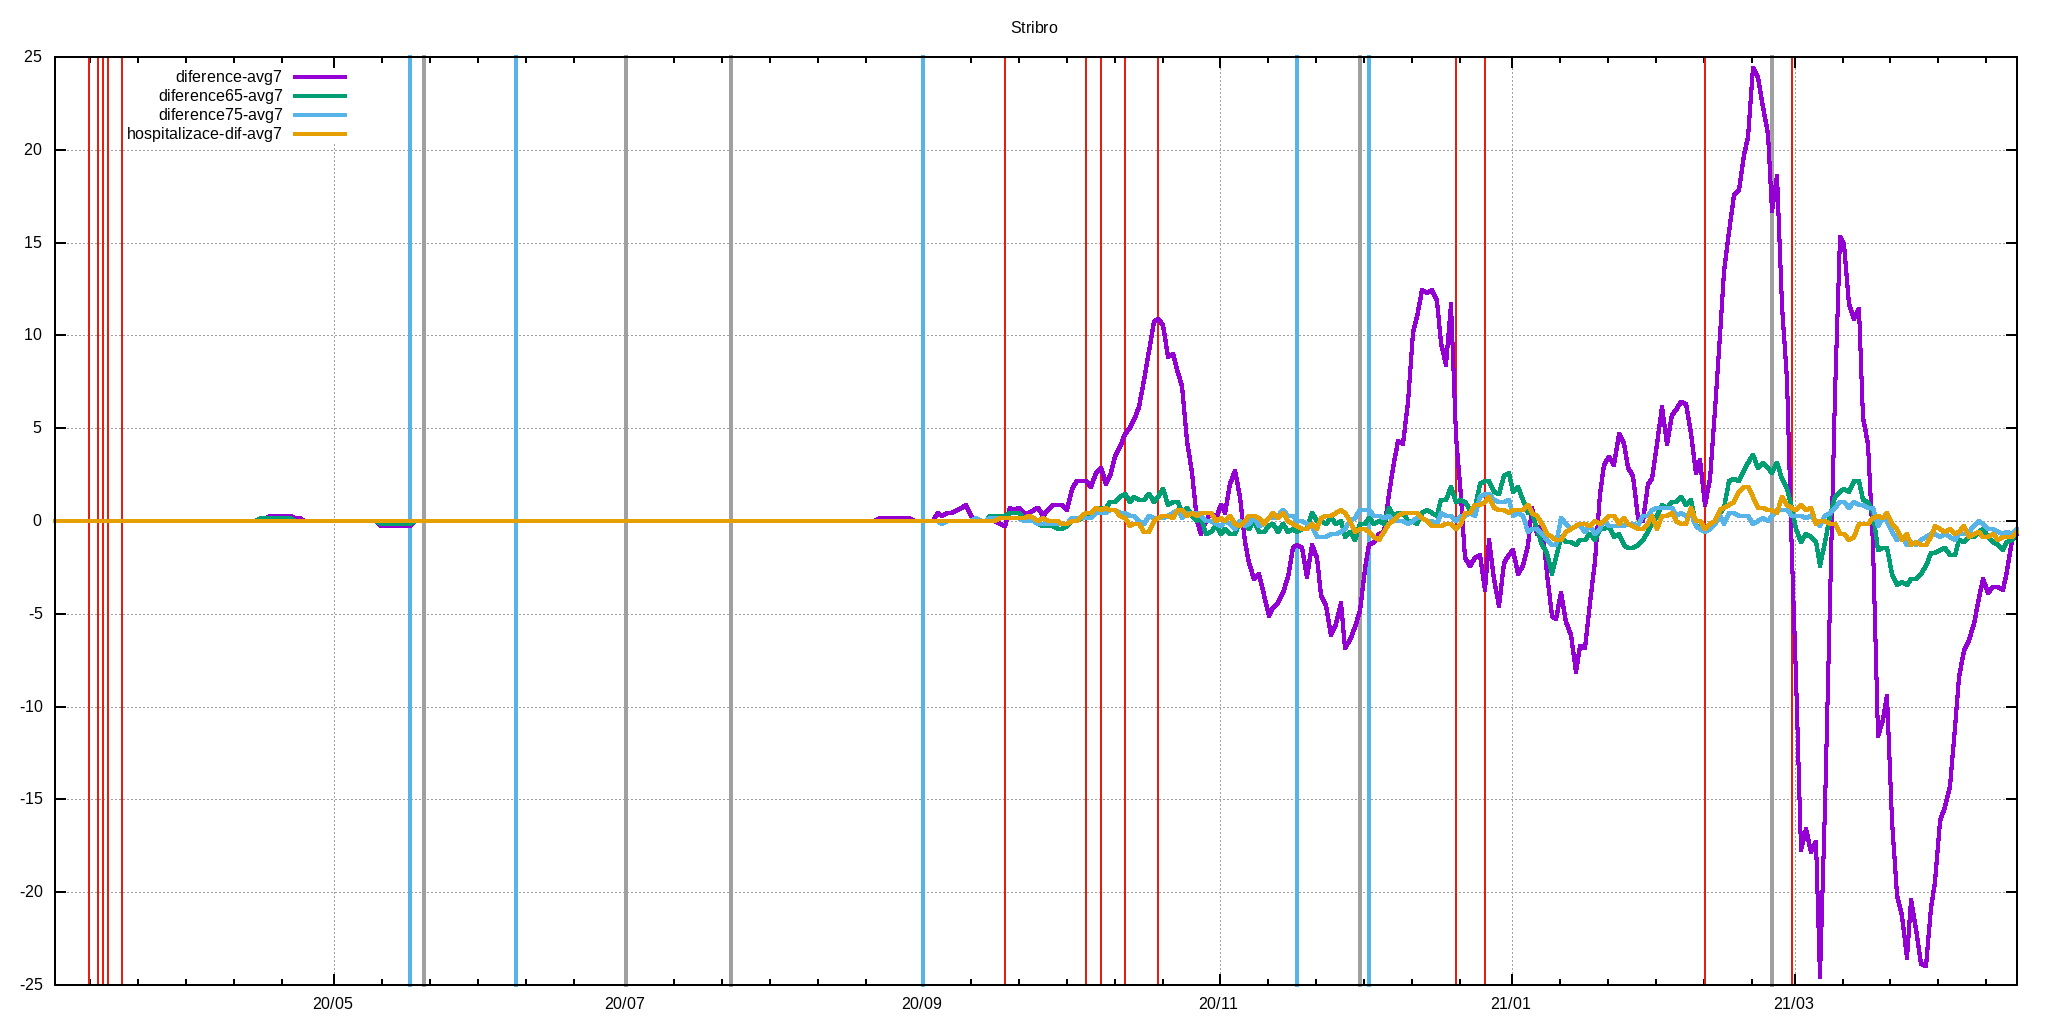 Stribro
diference-avg7
diference65-avg7
diference75-avg7
hospitalizace-dif-avg7
25
20
15
10
5
0
-5
-10
-15
-20
-25
20/05 20/07 20/09 20/11 21/01 21/03